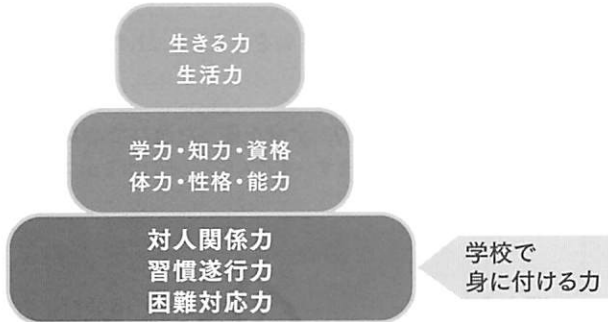 生きる力
生活力
学力・知力・資格
体力・性格・能力
対人関係力
習慣遂行力
困難対応力
学校で
身に付ける力